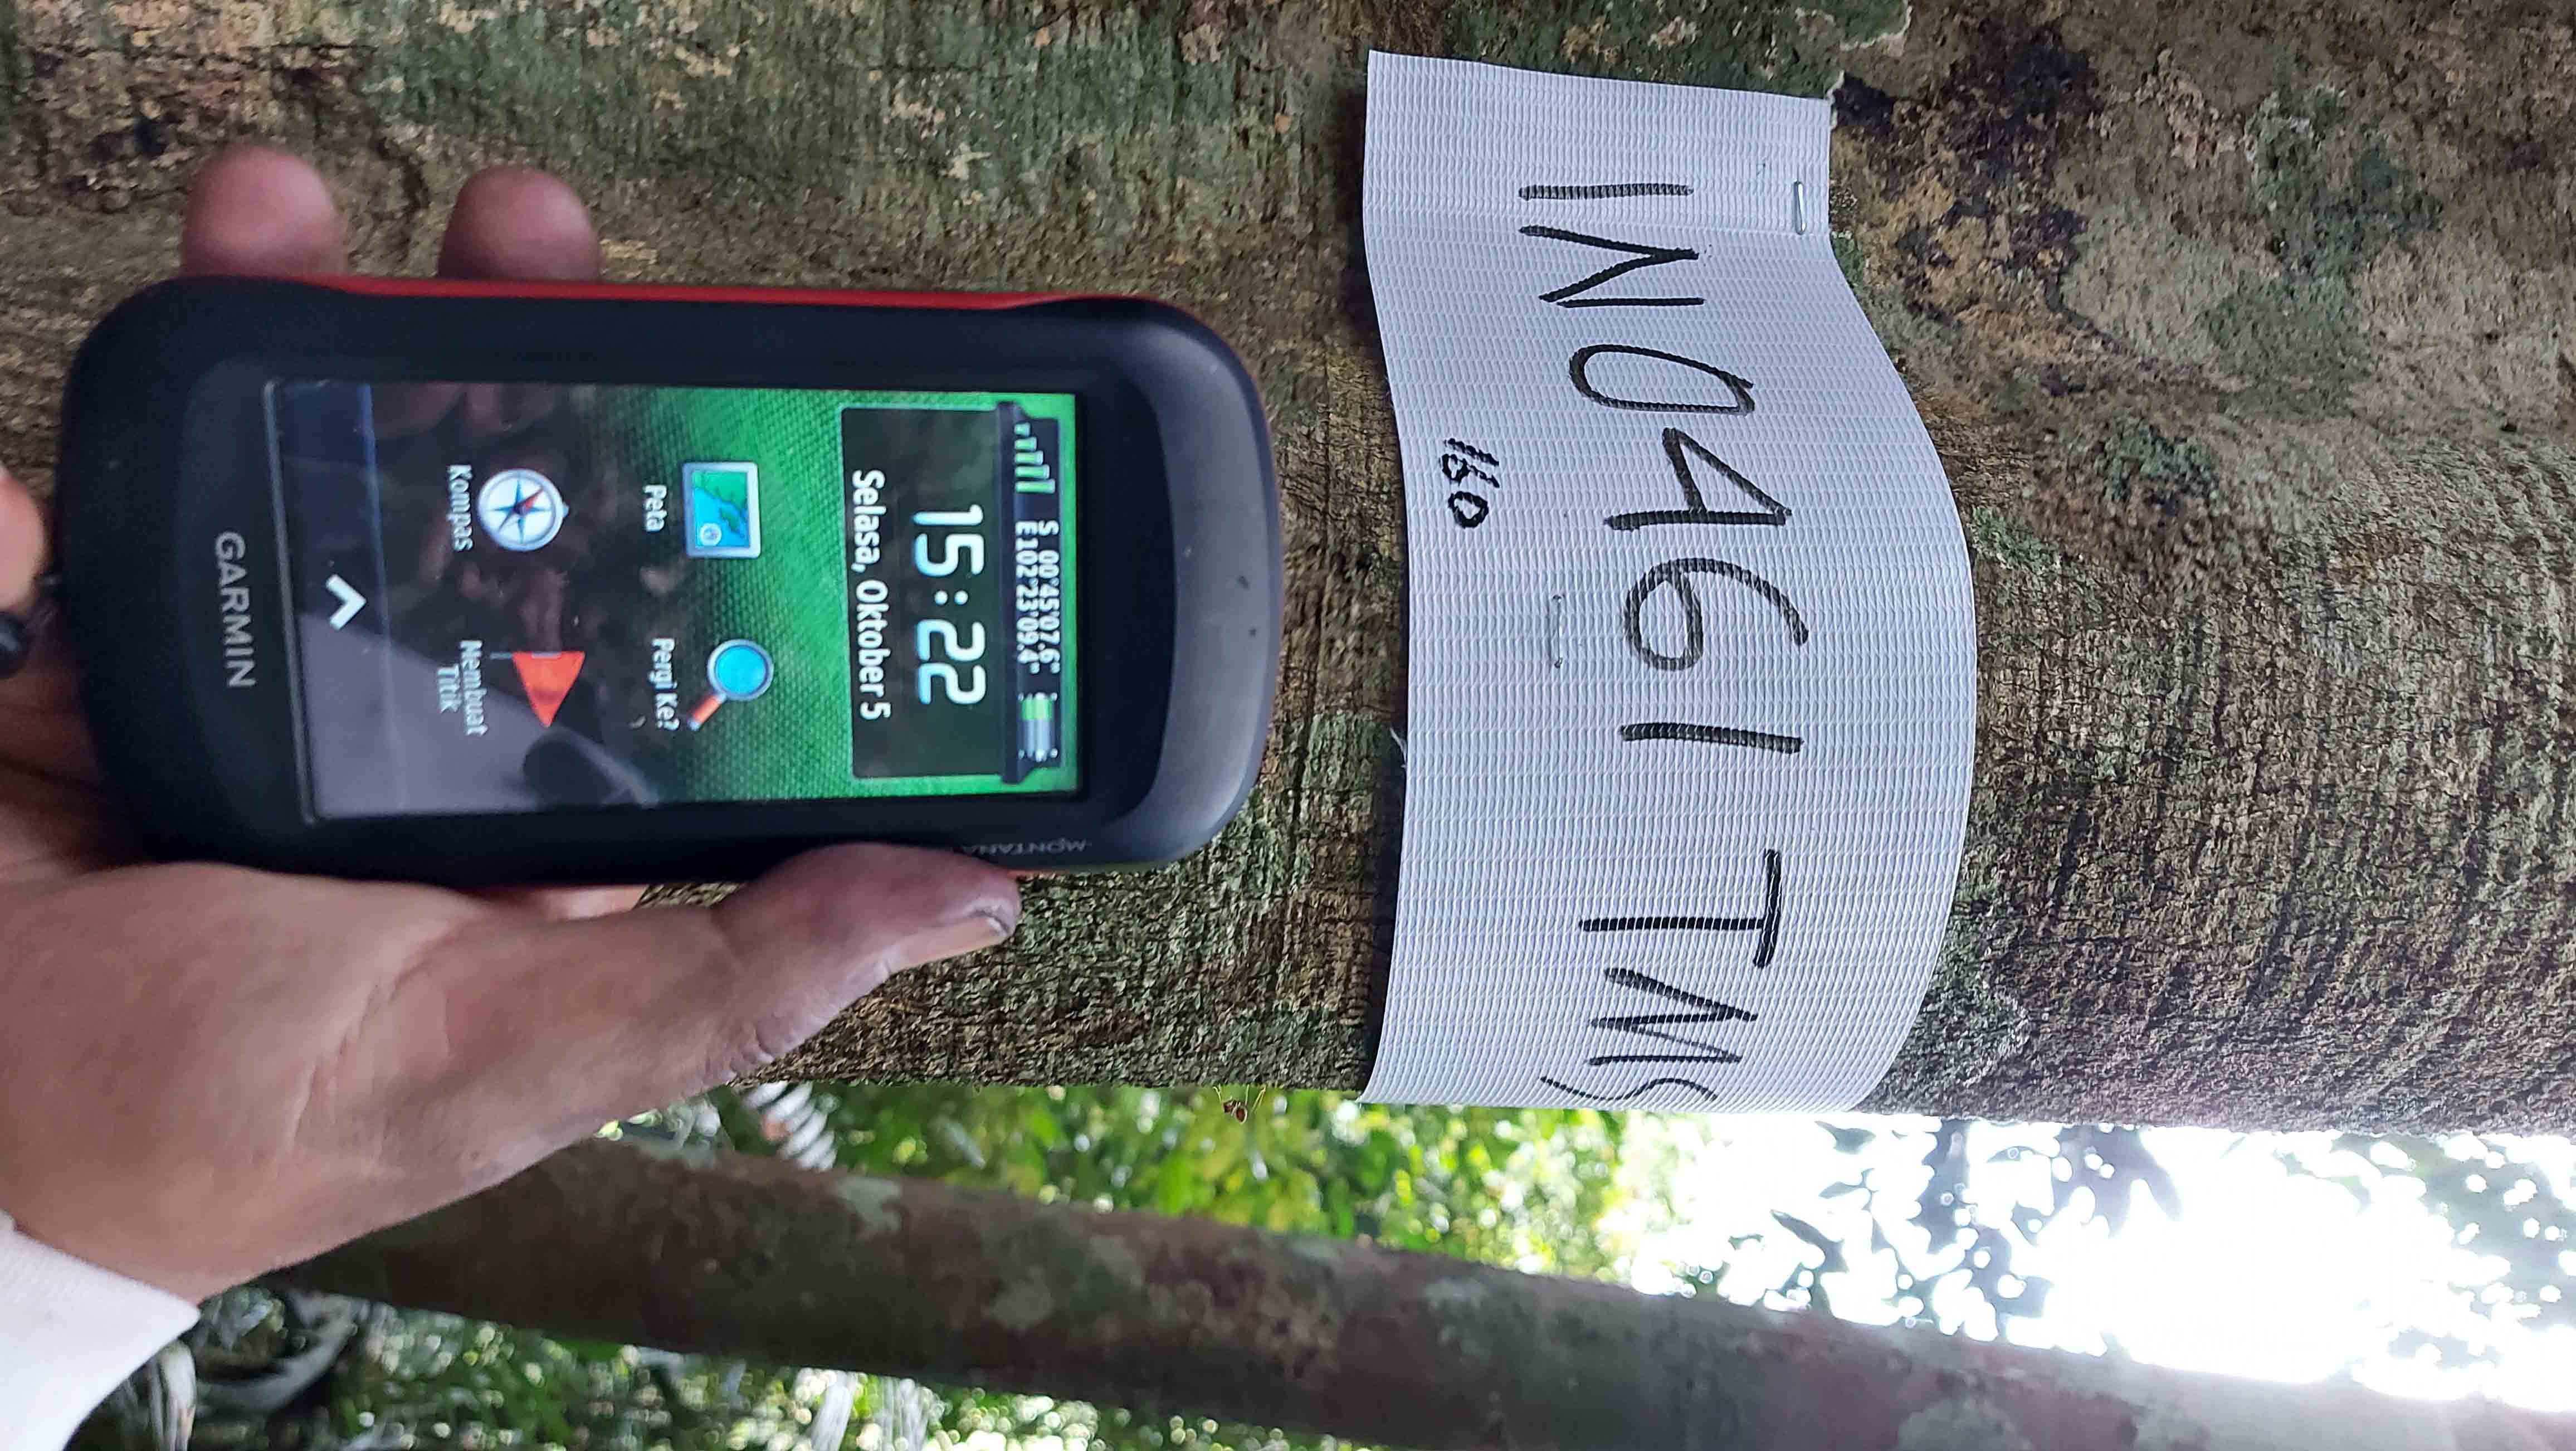 S 00°45'07.6"
E 102°23'09.4"
15:22
Selasa, Oktober 5
Peta
Pergi Ke?
Kompas
Membuat
Titik
GARMIN
MONTANA
IN0461 TMS
160